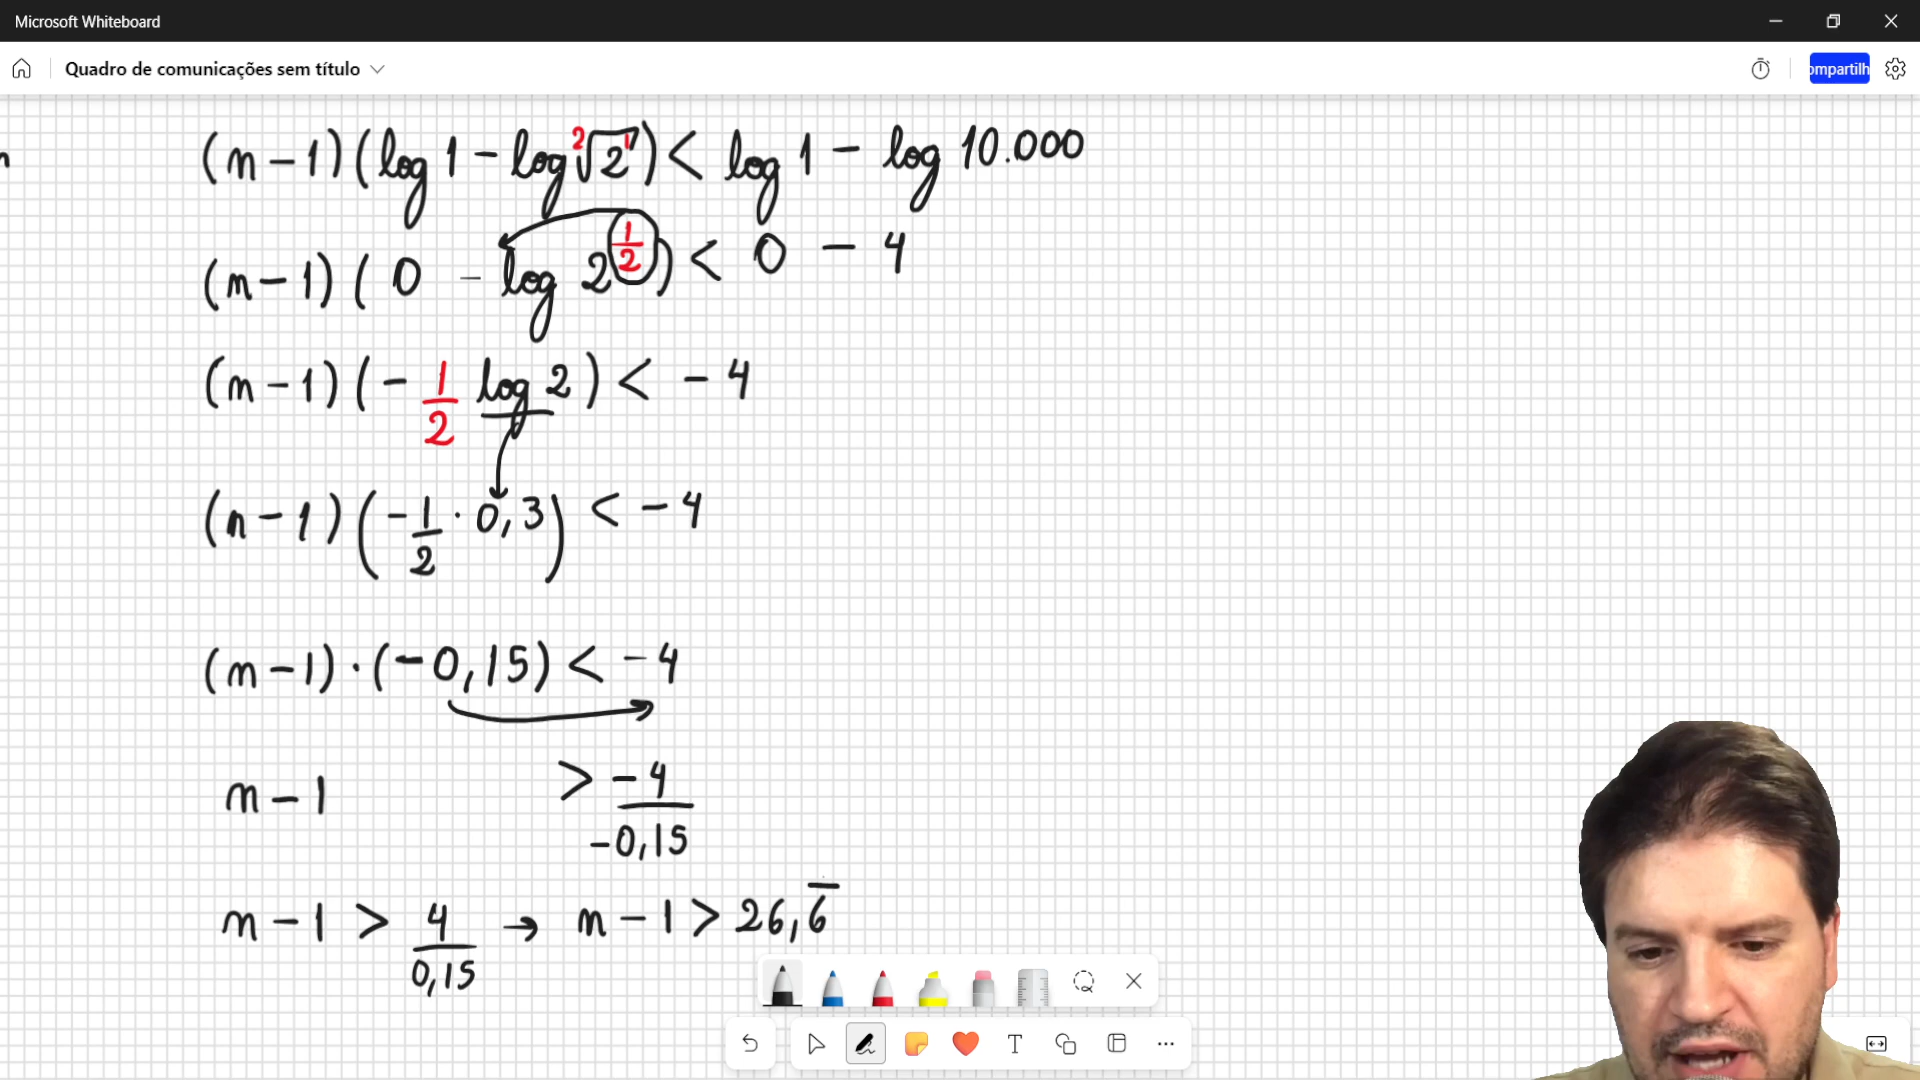 Microsoft Whiteboard
Quadro de comunicações sem título
ompartilh
(n-1)(log 1 - log ²√2¹) < log 1 - log 10.000
(n-1)(0 - log 2^(1/2)) < 0 - 4
(n-1)(-1/2 log 2) < -4
(n-1)(-1/2 · 0,3) < -4
(n-1)·(-0,15) < -4
n-1 > -4/-0,15
n-1 > 4/0,15 → n-1 > 26,6̅